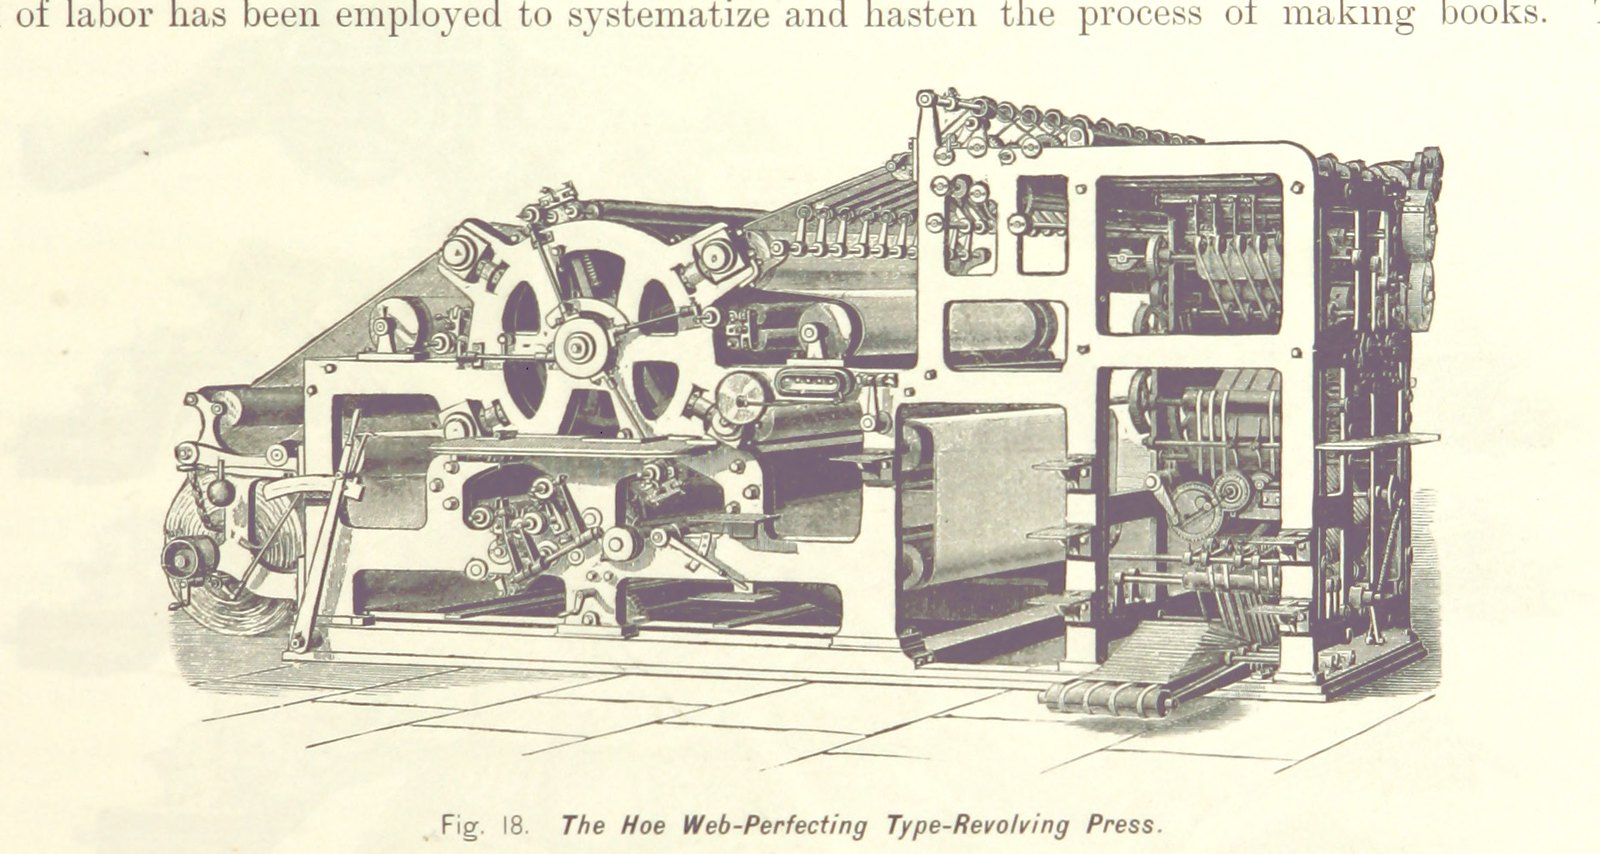 of labor has been employed to systematize and hasten the process of making books.
Fig. 18. The Hoe Web-Perfecting Type-Revolving Press.